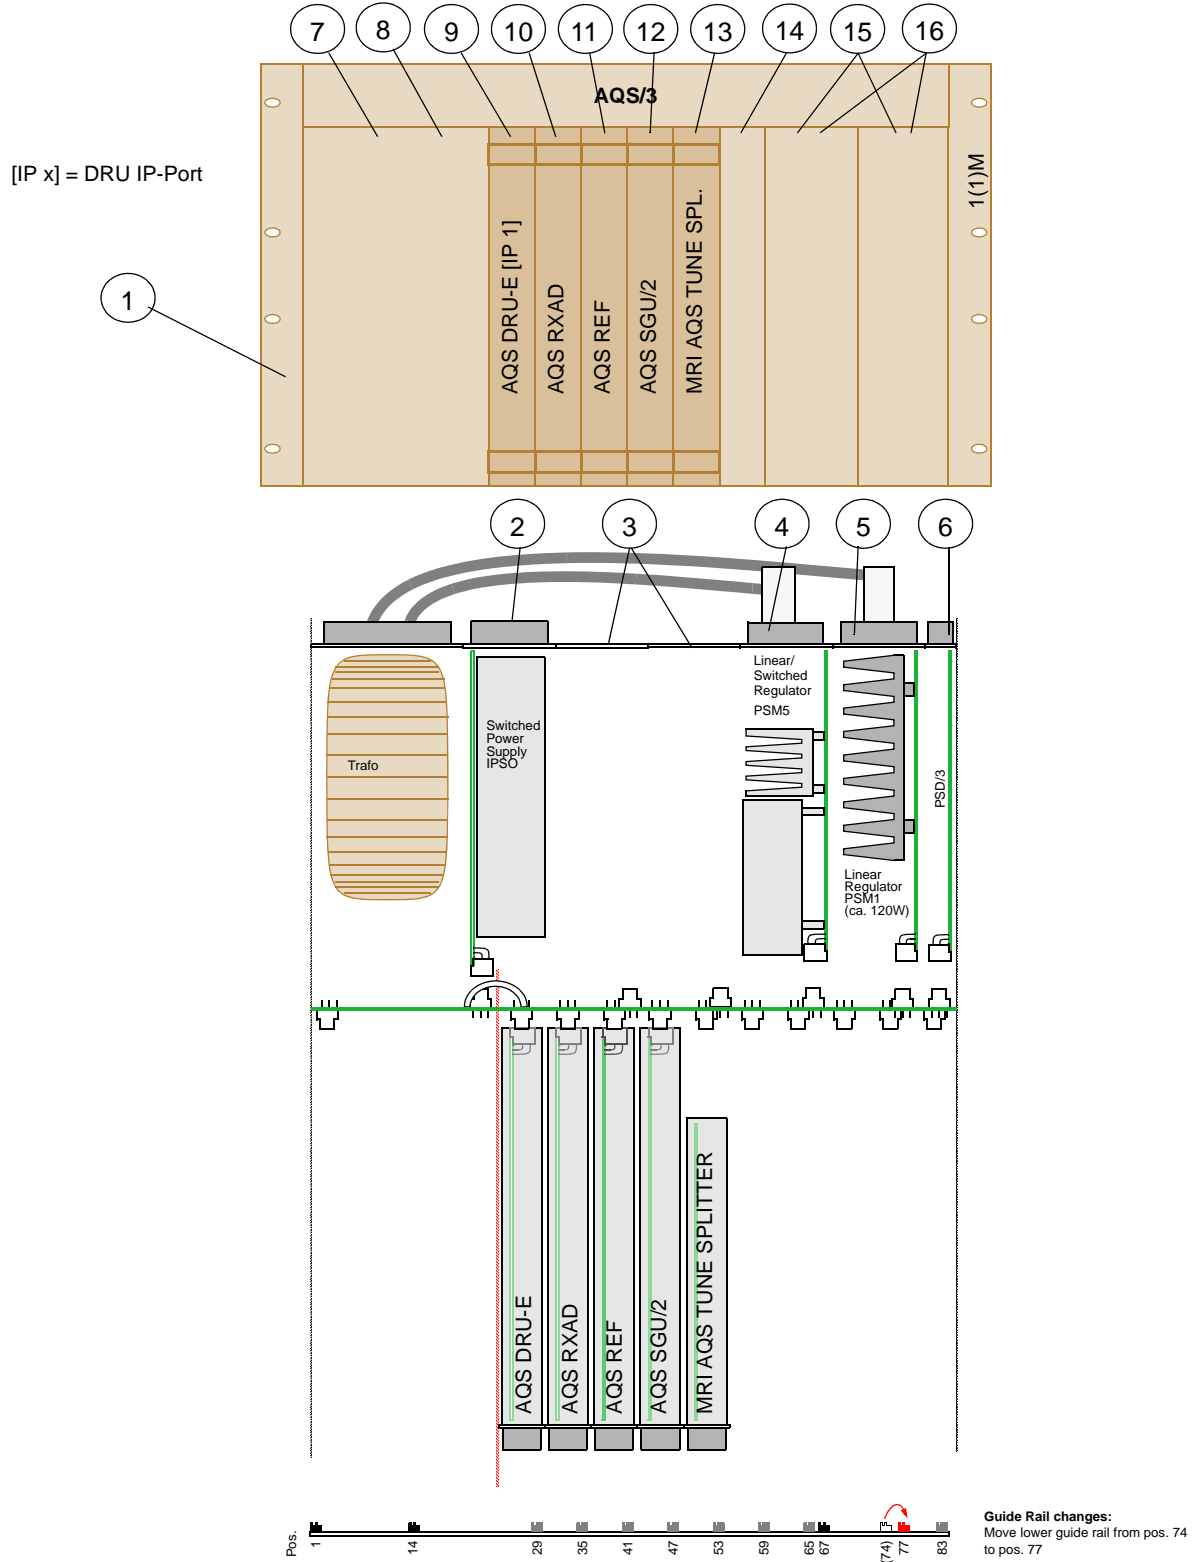 7 8 9 10 11 12 13 14 15 16
AQS/3
[IP x] = DRU IP-Port
1(1)M
AQS DRU-E [IP 1]
AQS RXAD
AQS REF
AQS SGU/2
MRI AQS TUNE SPL.
1
2 3 4 5 6
Trafo
Switched
Power
Supply
IPSO
Linear/
Switched
Regulator
PSM5
Linear
Regulator
PSM1
(ca. 120W)
PSD/3
AQS DRU-E
AQS RXAD
AQS REF
AQS SGU/2
MRI AQS TUNE SPLITTER
Pos.
1 14 29 35 41 47 53 59 65 67 (74) 77 83
Guide Rail changes:
Move lower guide rail from pos. 74
to pos. 77